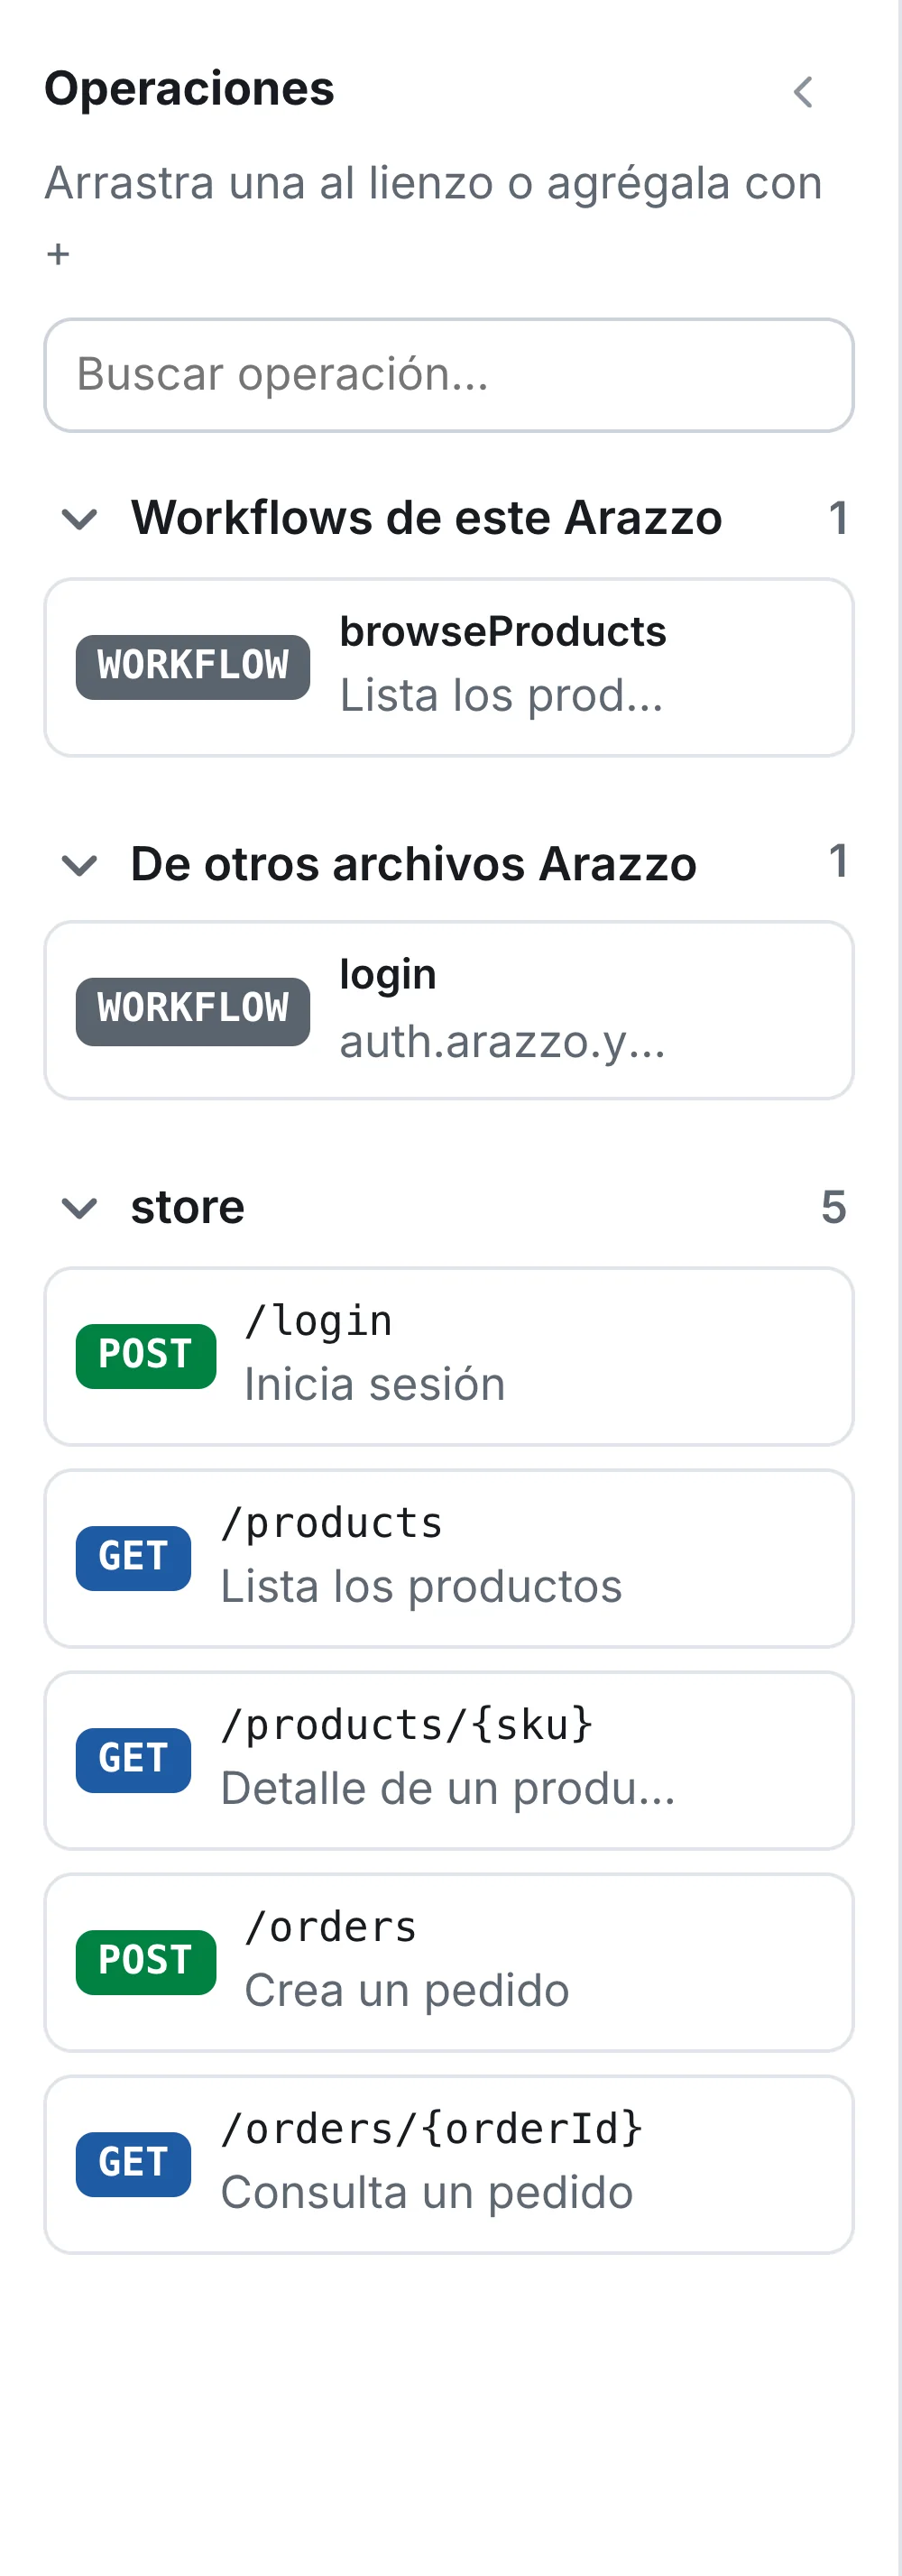 Operaciones
Arrastra una al lienzo o agrégala con
+
Buscar operación...
Workflows de este Arazzo 1
WORKFLOW browseProducts
Lista los prod...
De otros archivos Arazzo 1
WORKFLOW login
auth.arazzo.y...
store 5
POST /login
Inicia sesión
GET /products
Lista los productos
GET /products/{sku}
Detalle de un produ...
POST /orders
Crea un pedido
GET /orders/{orderId}
Consulta un pedido